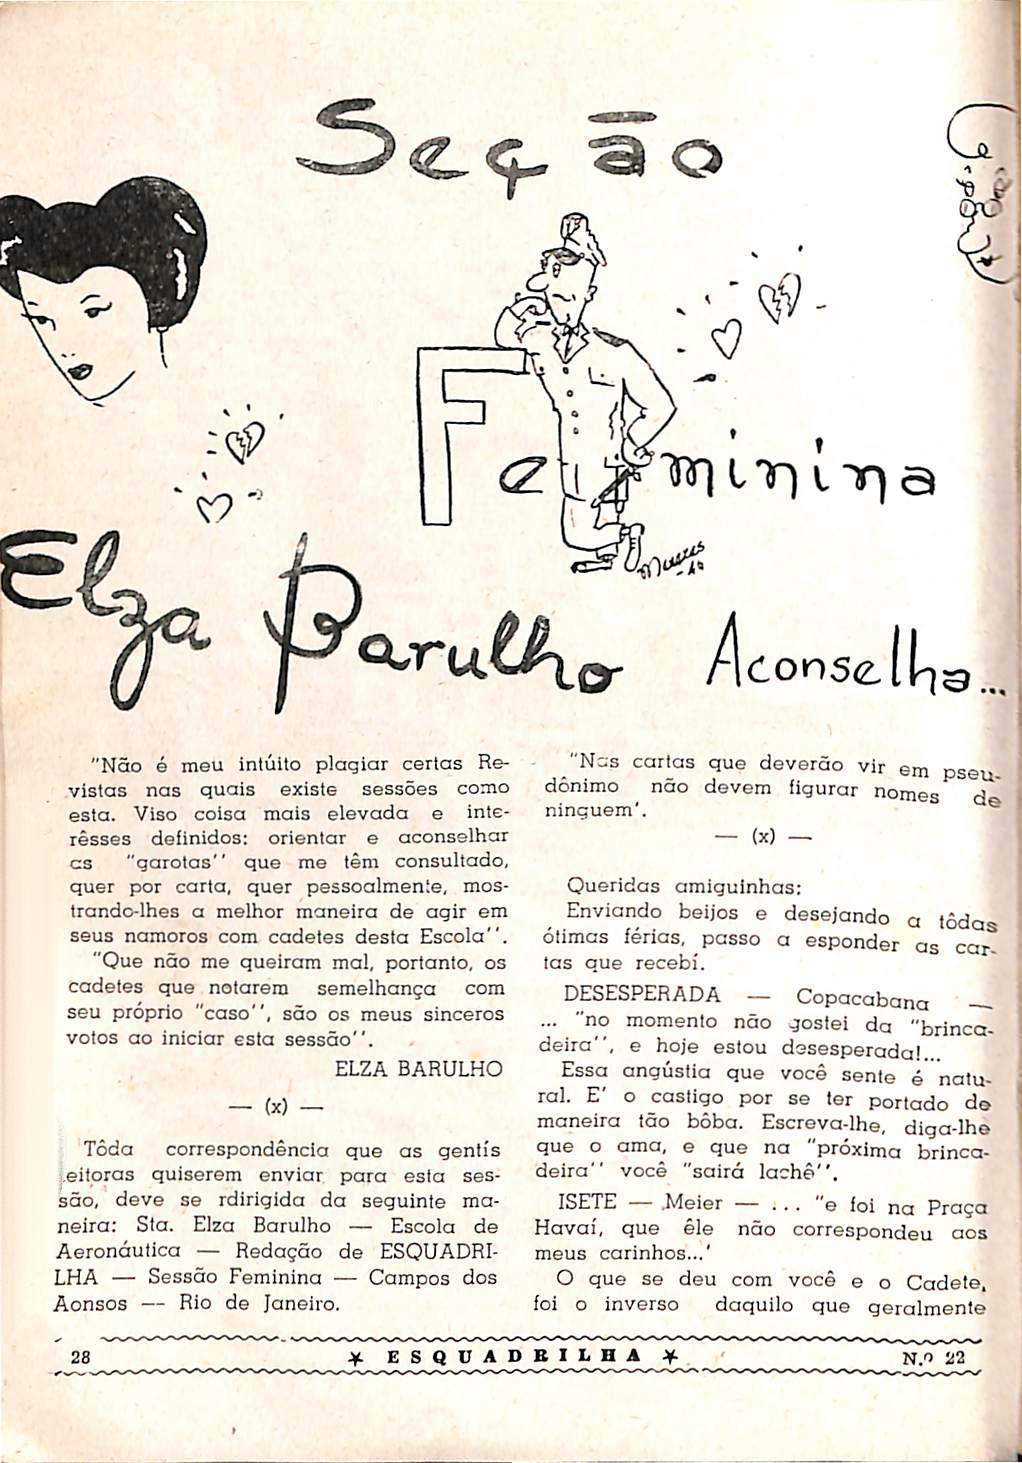 Seção
Feminina
Elza Barulho Aconselha...
"Não é meu intúito plagiar certas Re-
vistas nas quais existe sessões como
esta. Viso coisa mais elevada e inte-
rêsses definidos: orientar e aconselhar
as "garotas'' que me têm consultado,
quer por carta, quer pessoalmente, mos-
trando-lhes a melhor maneira de agir em
seus namoros com cadetes desta Escola''.
"Que não me queiram mal, portanto, os
cadetes que notarem semelhança com
seu próprio "caso'', são os meus sinceros
votos ao iniciar esta sessão''.
ELZA BARULHO
— (x) —
Tôda correspondência que as gentís
leitoras quiserem enviar para esta ses-
são, deve se rdirigida da seguinte ma-
neira: Sta. Elza Barulho — Escola de
Aeronáutica — Redação de ESQUADRI-
LHA — Sessão Feminina — Campos dos
Aonsos — Rio de Janeiro.
"Nas cartas que deverão vir em pseu-
dônimo não devem figurar nomes de
ninguem'.
— (x) —
Queridas amiguinhas:
Enviando beijos e desejando a tôdas
ótimas férias, passo a esponder as car-
tas que recebí.
DESESPERADA — Copacabana —
... "no momento não gostei da "brinca-
deira'', e hoje estou desesperada!...
Essa angústia que você sente é natu-
ral. E' o castigo por se ter portado de
maneira tão bôba. Escreva-lhe, diga-lhe
que o ama, e que na "próxima brinca-
deira'' você "sairá lachê''.
ISETE — Meier — ... "e foi na Praça
Havaí, que êle não correspondeu aos
meus carinhos...'
O que se deu com você e o Cadete,
foi o inverso daquilo que geralmente
28 ★ ESQUADRILHA ★ N.º 22